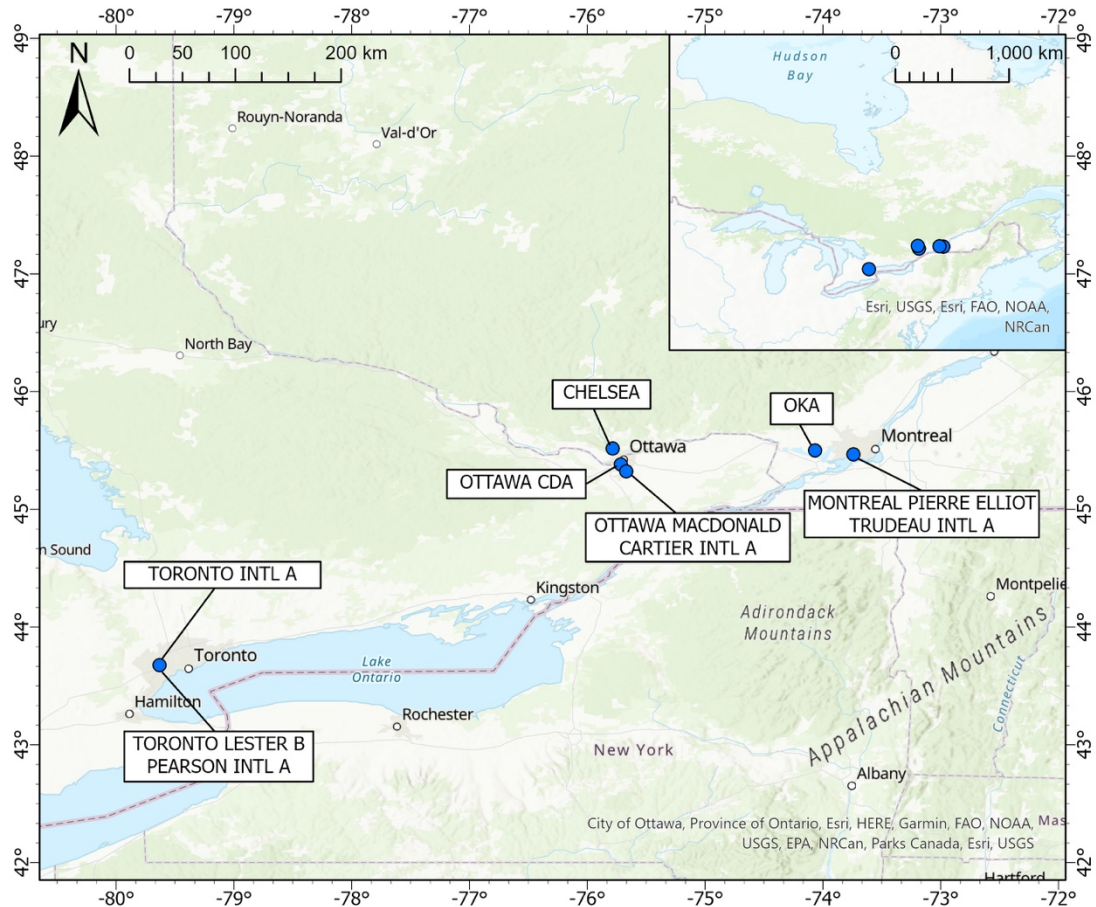 -80° -79° -78° -77° -76° -75° -74° -73° -72°
49° 49°
N
0 50 100 200 km
0 1,000 km
Hudson
Bay
Rouyn-Noranda
Val-d'Or
48° 48°
47° 47°
Esri, USGS, Esri, FAO, NOAA,
NRCan
ury
North Bay
46° 46°
CHELSEA
OKA
Ottawa
Montreal
OTTAWA CDA
MONTREAL PIERRE ELLIOT
TRUDEAU INTL A
OTTAWA MACDONALD
CARTIER INTL A
45° 45°
n Sound
TORONTO INTL A
Kingston
Montpelie
Adirondack
Mountains
44° 44°
Toronto
Lake
Ontario
Hamilton
Rochester
Appalachian Mountains
Connecticut
TORONTO LESTER B
PEARSON INTL A
43° 43°
New York
Albany
City of Ottawa, Province of Ontario, Esri, HERE, Garmin, FAO, NOAA,
USGS, EPA, NRCan, Parks Canada, Esri, USGS
Mas
42° 42°
Hartford
-80° -79° -78° -77° -76° -75° -74° -73° -72°